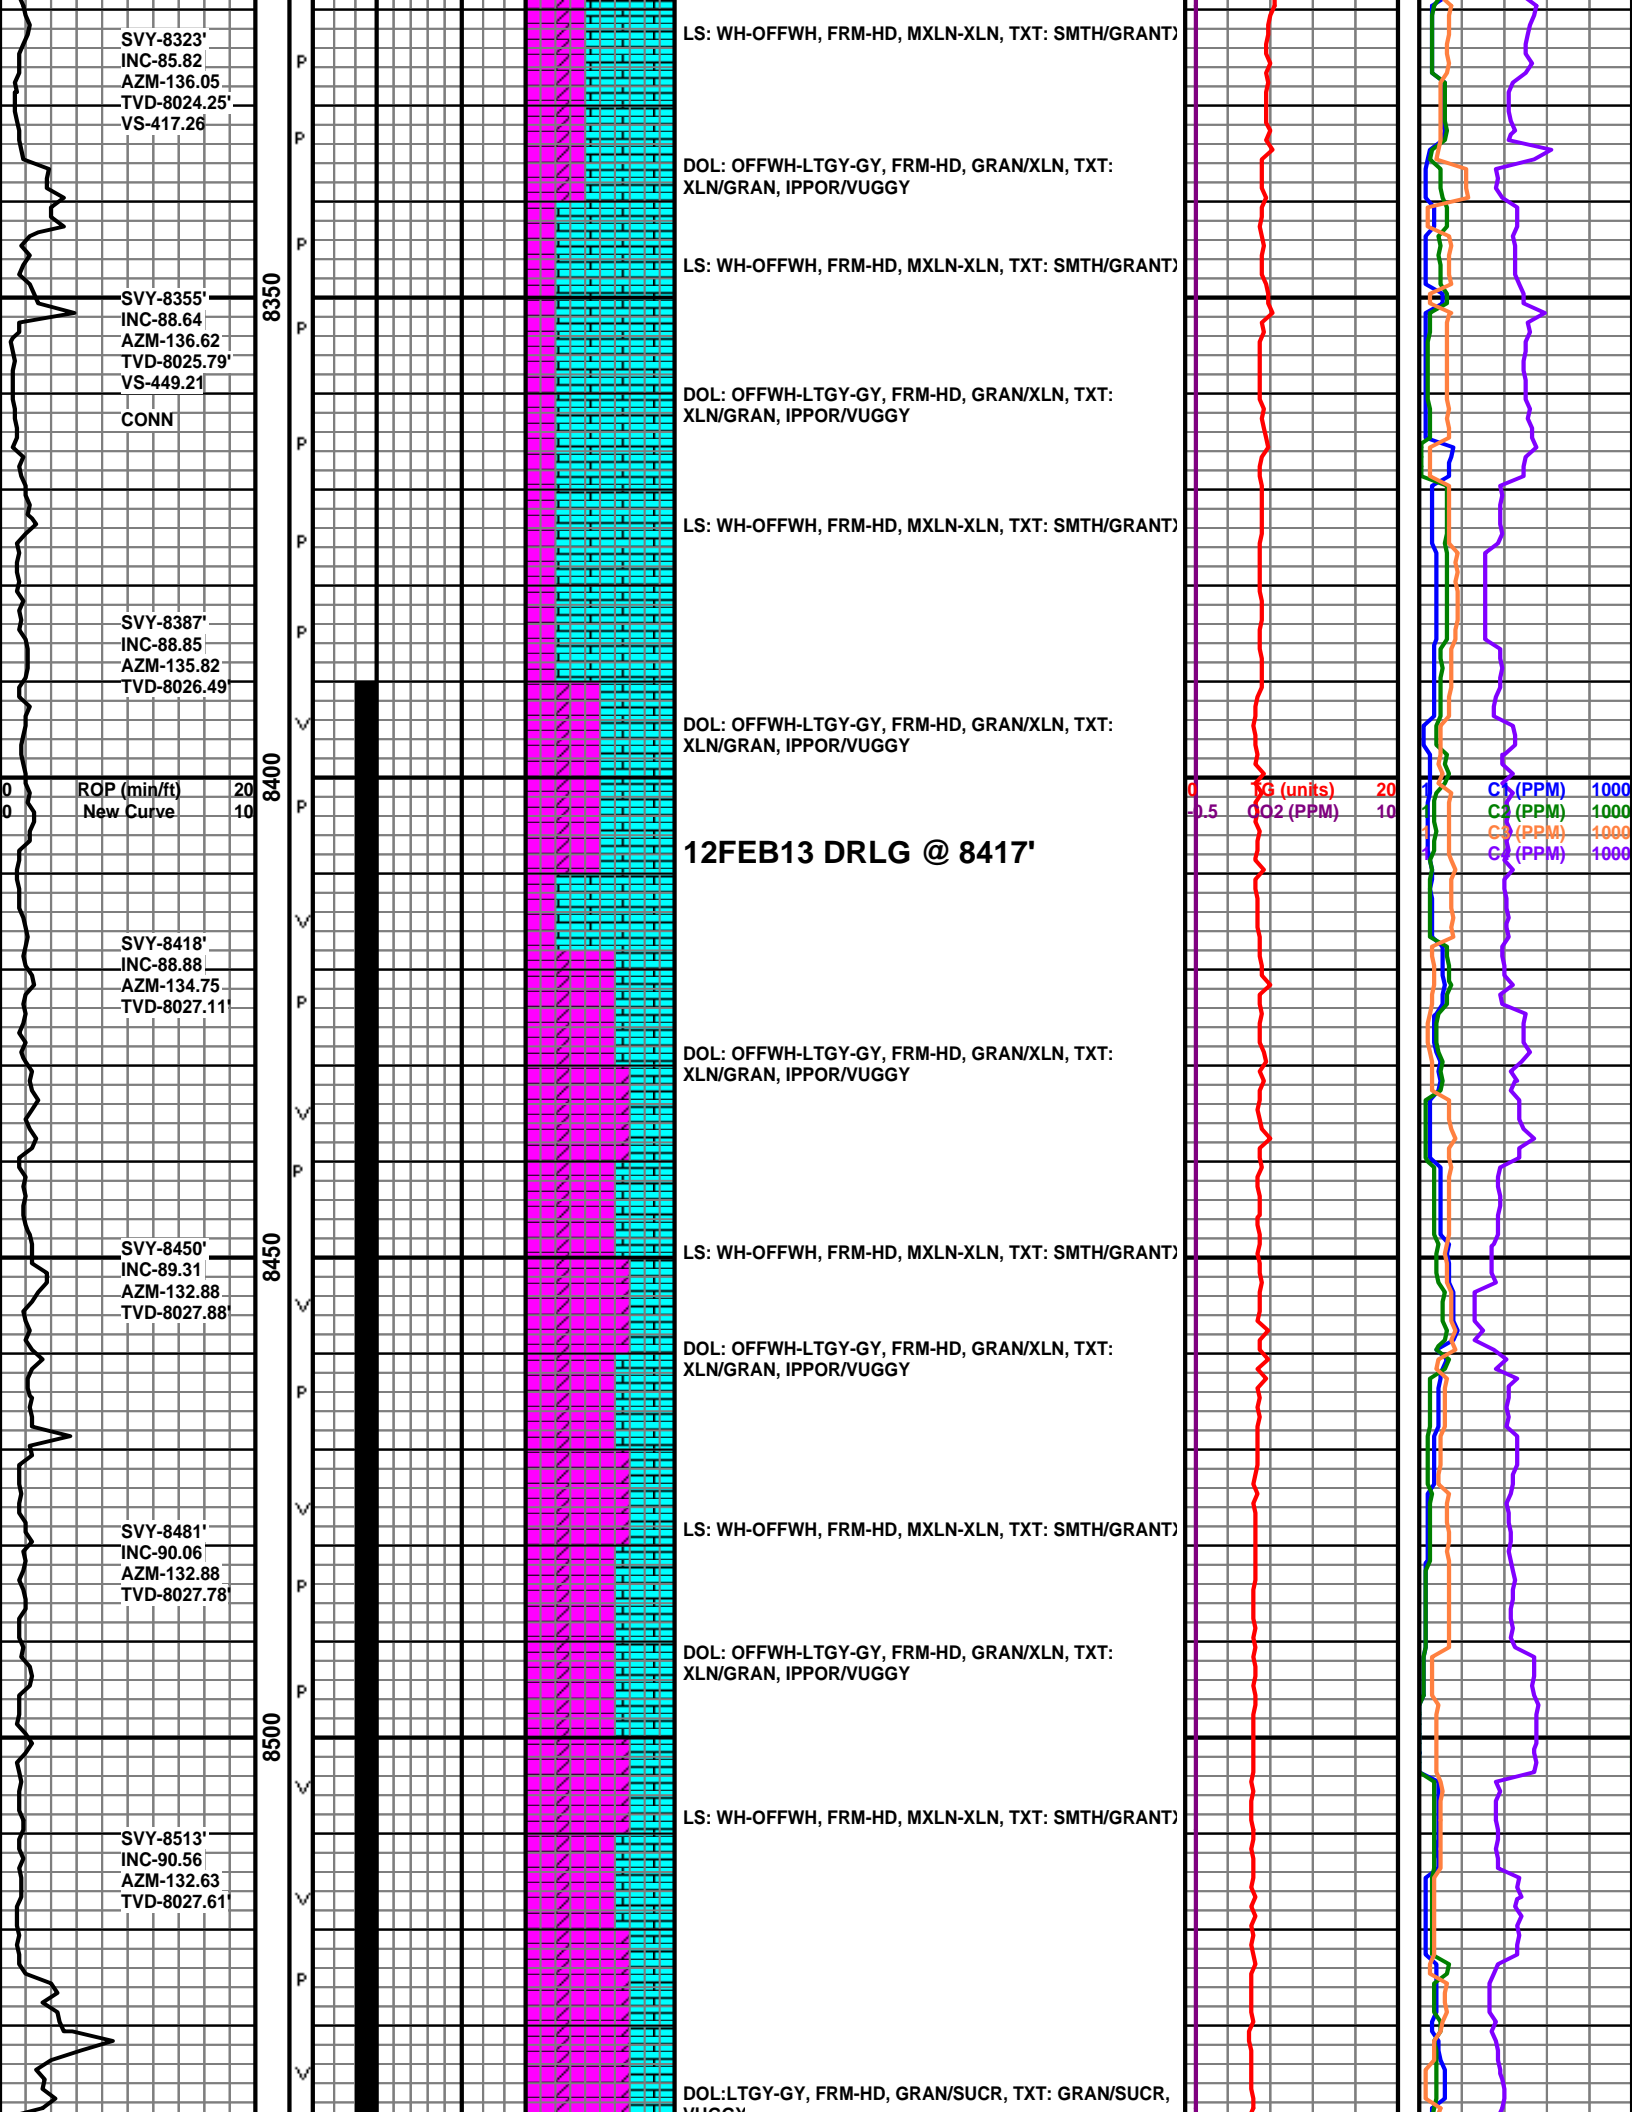 SVY-8323'
INC-85.82
AZM-136.05
TVD-8024.25'
VS-417.26
SVY-8355'
INC-88.64
AZM-136.62
TVD-8025.79'
VS-449.21
CONN
SVY-8387'
INC-88.85
AZM-135.82
TVD-8026.49'
0 ROP (min/ft) 20
0 New Curve 10
SVY-8418'
INC-88.88
AZM-134.75
TVD-8027.11'
SVY-8450'
INC-89.31
AZM-132.88
TVD-8027.88'
SVY-8481'
INC-90.06
AZM-132.88
TVD-8027.78'
SVY-8513'
INC-90.56
AZM-132.63
TVD-8027.61'
8350
8400
8450
8500
P
P
P
P
P
P
P
V
P
V
P
V
P
V
P
V
P
P
V
V
P
V
LS: WH-OFFWH, FRM-HD, MXLN-XLN, TXT: SMTH/GRANTX
DOL: OFFWH-LTGY-GY, FRM-HD, GRAN/XLN, TXT:
XLN/GRAN, IPPOR/VUGGY
LS: WH-OFFWH, FRM-HD, MXLN-XLN, TXT: SMTH/GRANTX
DOL: OFFWH-LTGY-GY, FRM-HD, GRAN/XLN, TXT:
XLN/GRAN, IPPOR/VUGGY
LS: WH-OFFWH, FRM-HD, MXLN-XLN, TXT: SMTH/GRANTX
DOL: OFFWH-LTGY-GY, FRM-HD, GRAN/XLN, TXT:
XLN/GRAN, IPPOR/VUGGY
12FEB13 DRLG @ 8417'
DOL: OFFWH-LTGY-GY, FRM-HD, GRAN/XLN, TXT:
XLN/GRAN, IPPOR/VUGGY
LS: WH-OFFWH, FRM-HD, MXLN-XLN, TXT: SMTH/GRANTX
DOL: OFFWH-LTGY-GY, FRM-HD, GRAN/XLN, TXT:
XLN/GRAN, IPPOR/VUGGY
LS: WH-OFFWH, FRM-HD, MXLN-XLN, TXT: SMTH/GRANTX
DOL: OFFWH-LTGY-GY, FRM-HD, GRAN/XLN, TXT:
XLN/GRAN, IPPOR/VUGGY
LS: WH-OFFWH, FRM-HD, MXLN-XLN, TXT: SMTH/GRANTX
DOL:LTGY-GY, FRM-HD, GRAN/SUCR, TXT: GRAN/SUCR,
VUGGY
0 TG (units) 20
-0.5 CO2 (PPM) 10
1 C1 (PPM) 1000
1 C2 (PPM) 1000
1 C3 (PPM) 1000
1 C4 (PPM) 1000